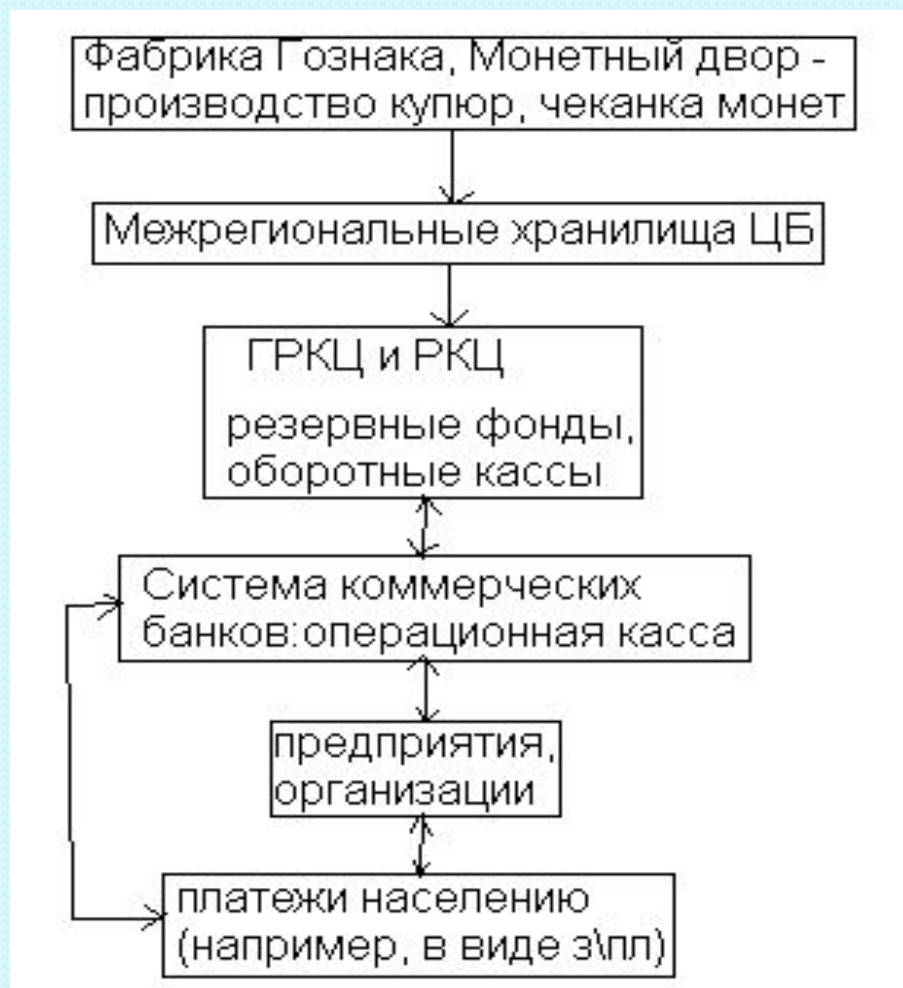 Фабрика Гознака, Монетный двор -
производство купюр, чеканка монет
Межрегиональные хранилища ЦБ
ГРКЦ и РКЦ
резервные фонды,
оборотные кассы
Система коммерческих
банков:операционная касса
предприятия,
организации
платежи населению
(например, в виде з\пл)